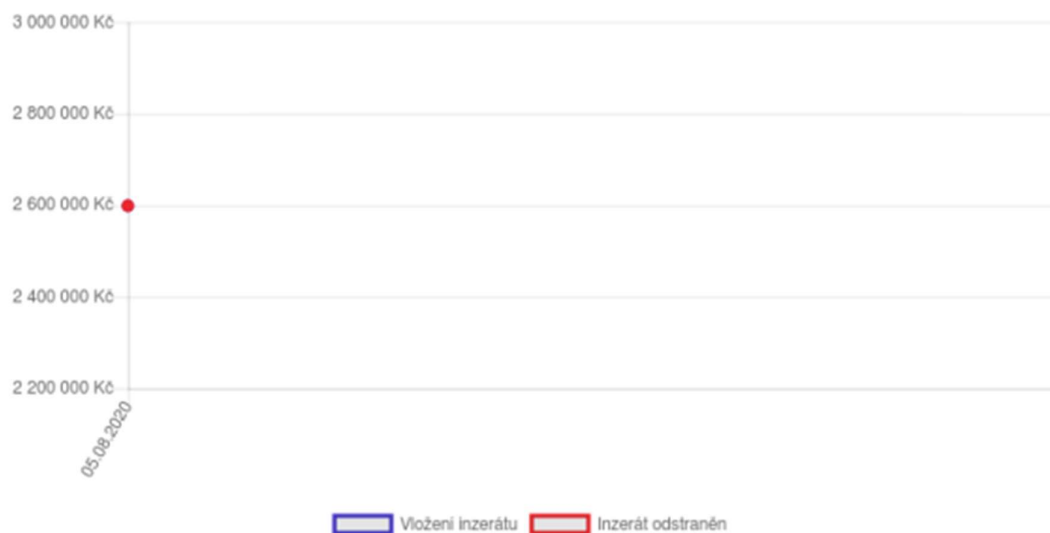 3 000 000 Kč
2 800 000 Kč
2 600 000 Kč
2 400 000 Kč
2 200 000 Kč
05.08.2020
Vložení inzerátu Inzerát odstraněn